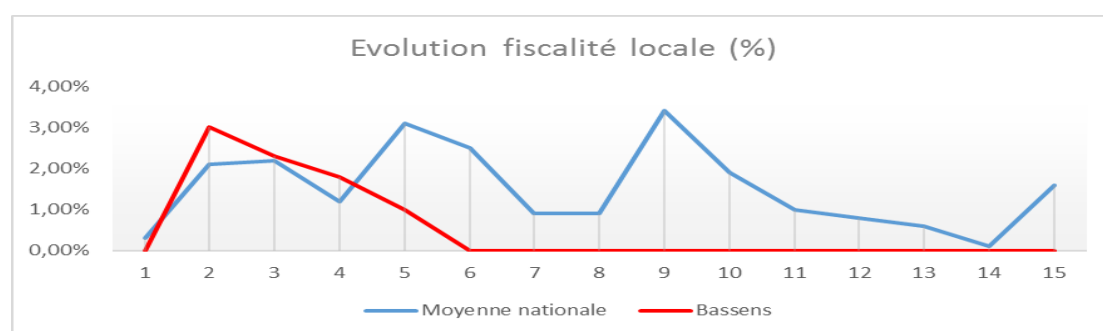 Evolution fiscalité locale (%)
4,00%
3,00%
2,00%
1,00%
0,00%
1 2 3 4 5 6 7 8 9 10 11 12 13 14 15
Moyenne nationale Bassens